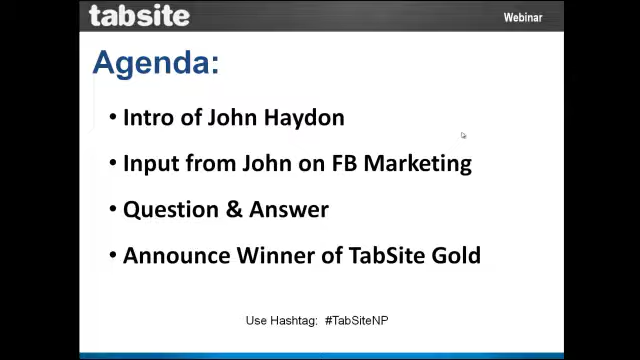 tabsite
Webinar
Agenda:
• Intro of John Haydon
• Input from John on FB Marketing
• Question & Answer
• Announce Winner of TabSite Gold
Use Hashtag: #TabSiteNP